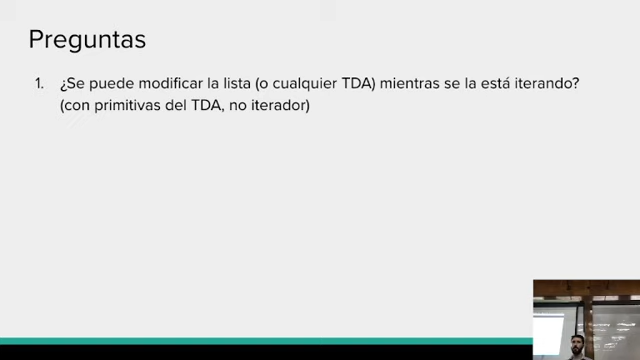 Preguntas
1. ¿Se puede modificar la lista (o cualquier TDA) mientras se la está iterando?
(con primitivas del TDA, no iterador)